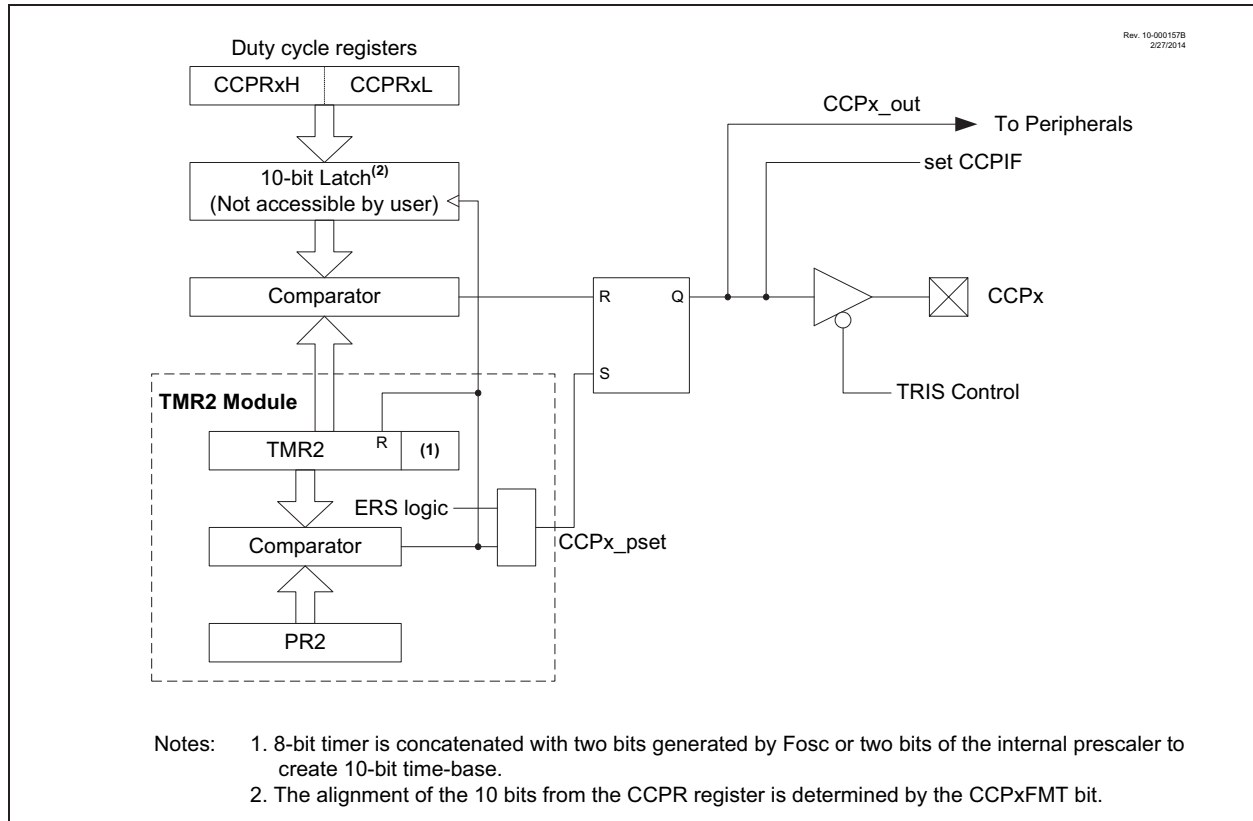 Rev. 10-000157B
2/27/2014
Duty cycle registers
CCPRxH CCPRxL
CCPx_out
To Peripherals
set CCPIF
10-bit Latch(2)
(Not accessible by user)
Comparator
R Q
S
CCPx
TRIS Control
TMR2 Module
TMR2 R (1)
ERS logic
CCPx_pset
Comparator
PR2
Notes: 1. 8-bit timer is concatenated with two bits generated by Fosc or two bits of the internal prescaler to
create 10-bit time-base.
2. The alignment of the 10 bits from the CCPR register is determined by the CCPxFMT bit.